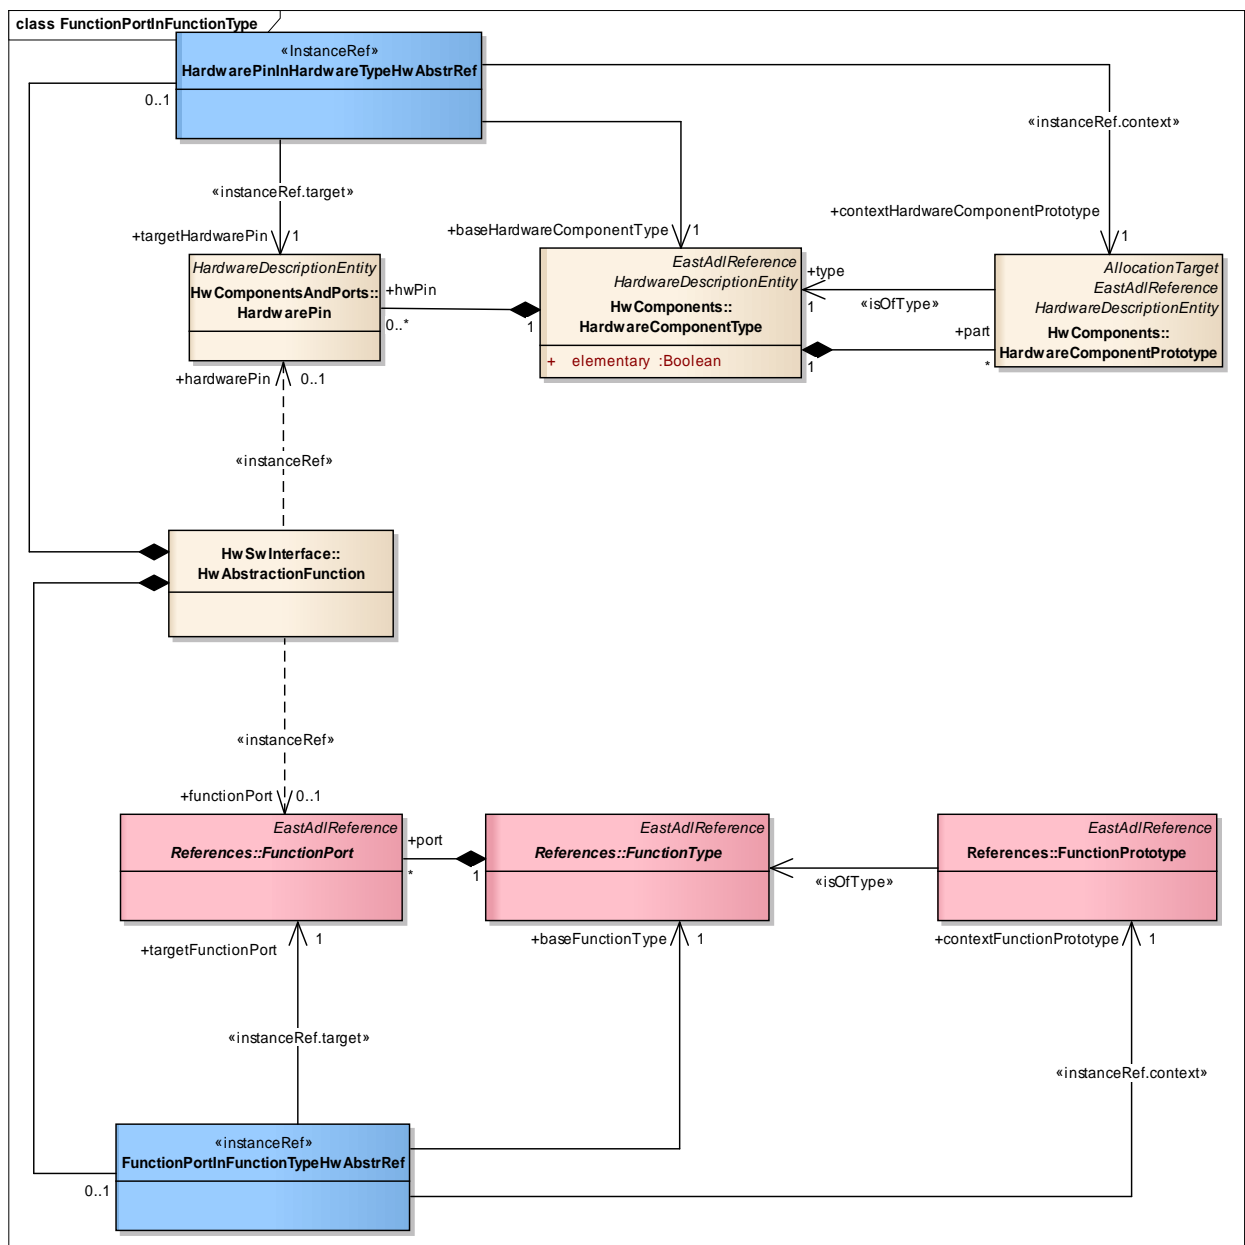 class FunctionPortInFunctionType
«InstanceRef»
HardwarePinInHardwareTypeHwAbstrRef
0..1
«instanceRef.context»
«instanceRef.target»
+contextHardwareComponentPrototype
+baseHardwareComponentType
1
+targetHardwarePin
1
1
HardwareDescriptionEntity
HwComponentsAndPorts::
HardwarePin
+hwPin
0..*
1
EastAdlReference
HardwareDescriptionEntity
HwComponents::
HardwareComponentType
+ elementary :Boolean
+type
1
«isOfType»
+part
1
*
AllocationTarget
EastAdlReference
HardwareDescriptionEntity
HwComponents::
HardwareComponentPrototype
+hardwarePin
0..1
«instanceRef»
HwSwInterface::
HwAbstractionFunction
«instanceRef»
+functionPort
0..1
EastAdlReference
References::FunctionPort
+port
*
1
EastAdlReference
References::FunctionType
«isOfType»
EastAdlReference
References::FunctionPrototype
+targetFunctionPort
1
+baseFunctionType
1
+contextFunctionPrototype
1
«instanceRef.target»
«instanceRef.context»
«instanceRef»
FunctionPortInFunctionTypeHwAbstrRef
0..1